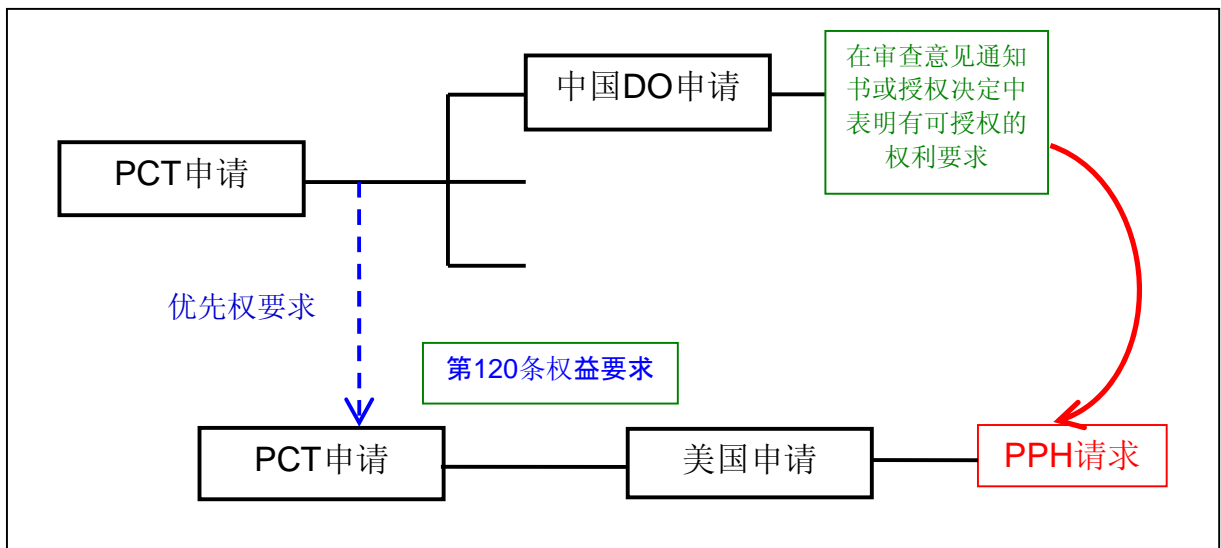 中国DO申请
在审查意见通知
书或授权决定中
表明有可授权的
权利要求
PCT申请
优先权要求
第120条权益要求
PCT申请
美国申请
PPH请求